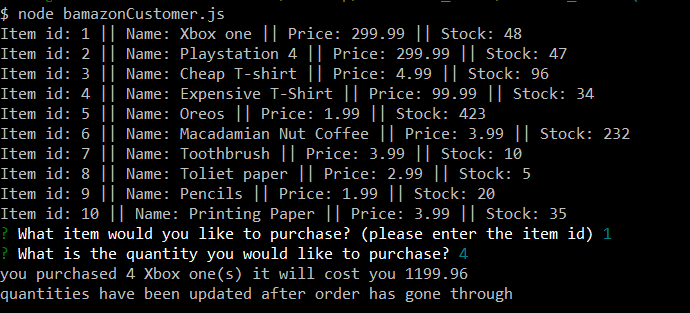 $ node bamazonCustomer.js
Item id: 1 || Name: Xbox one || Price: 299.99 || Stock: 48
Item id: 2 || Name: Playstation 4 || Price: 299.99 || Stock: 47
Item id: 3 || Name: Cheap T-shirt || Price: 4.99 || Stock: 96
Item id: 4 || Name: Expensive T-Shirt || Price: 99.99 || Stock: 34
Item id: 5 || Name: Oreos || Price: 1.99 || Stock: 423
Item id: 6 || Name: Macadamian Nut Coffee || Price: 3.99 || Stock: 232
Item id: 7 || Name: Toothbrush || Price: 3.99 || Stock: 10
Item id: 8 || Name: Toliet paper || Price: 2.99 || Stock: 5
Item id: 9 || Name: Pencils || Price: 1.99 || Stock: 20
Item id: 10 || Name: Printing Paper || Price: 3.99 || Stock: 35
? What item would you like to purchase? (please enter the item id) 1
? What is the quantity you would like to purchase? 4
you purchased 4 Xbox one(s) it will cost you 1199.96
quantities have been updated after order has gone through